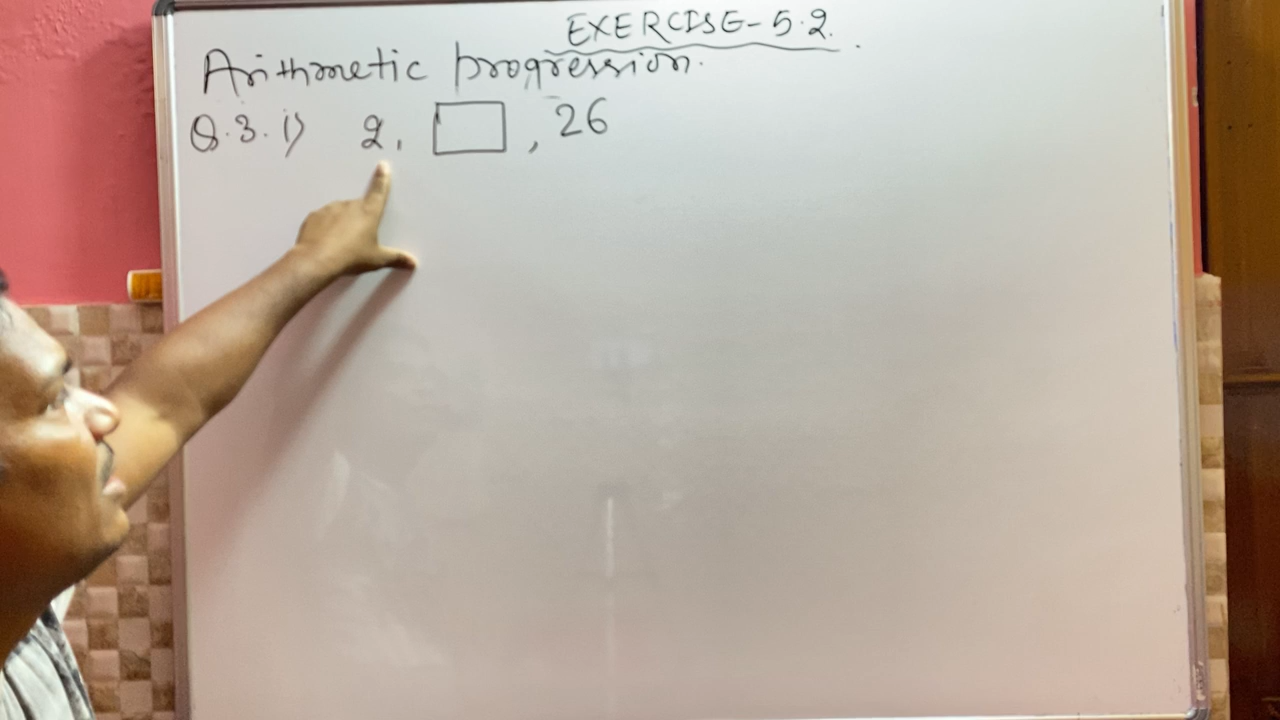 EXERCISE-5.2.
Arithmetic progression.
Q.3. i) 2, , 26